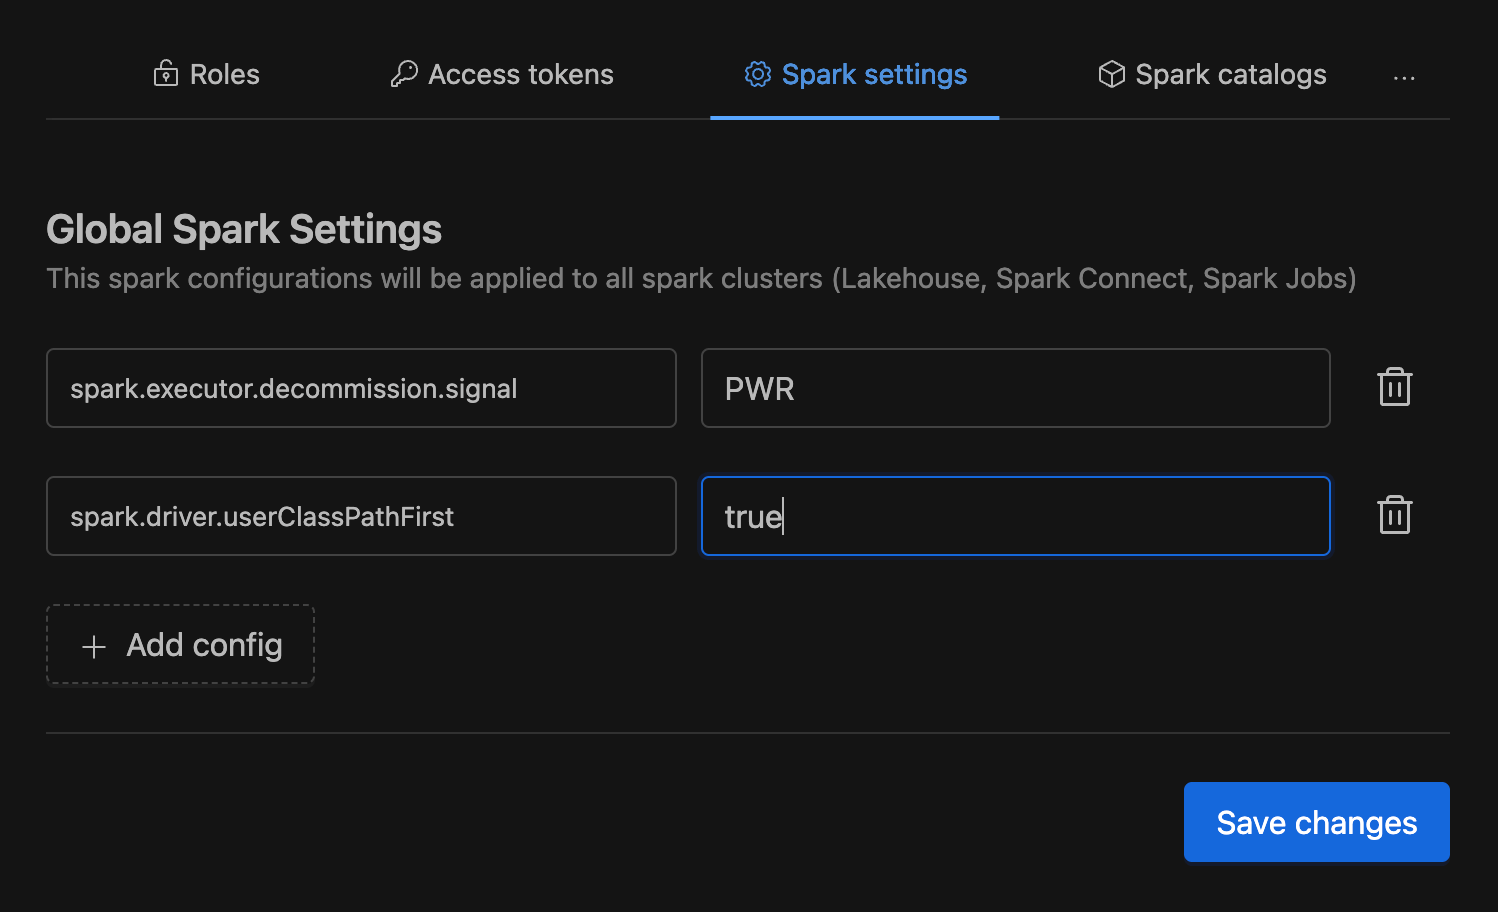 Roles Access tokens Spark settings Spark catalogs ...
Global Spark Settings
This spark configurations will be applied to all spark clusters (Lakehouse, Spark Connect, Spark Jobs)
spark.executor.decommission.signal PWR
spark.driver.userClassPathFirst true
+ Add config
Save changes